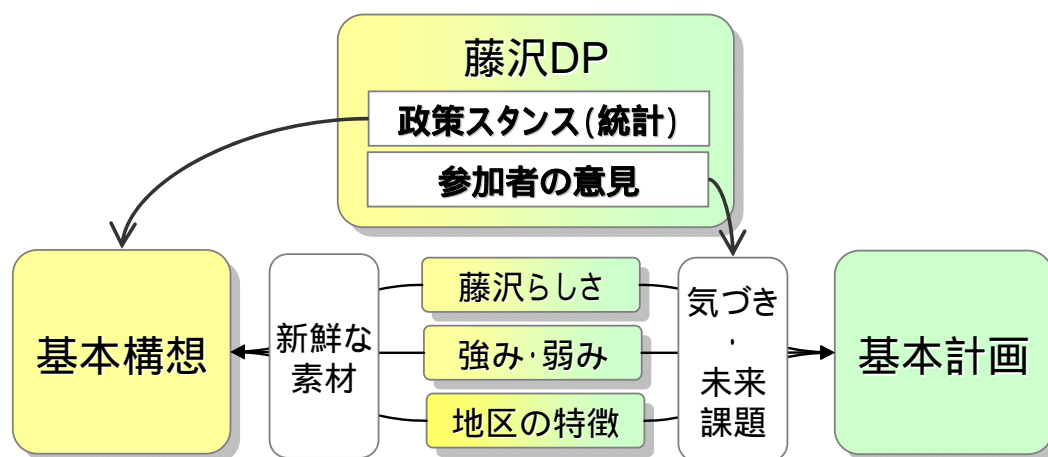 藤沢DP
政策スタンス(統計)
参加者の意見
基本構想
新鮮な
素材
藤沢らしさ
強み・弱み
地区の特徴
気づき
・
未来
課題
基本計画